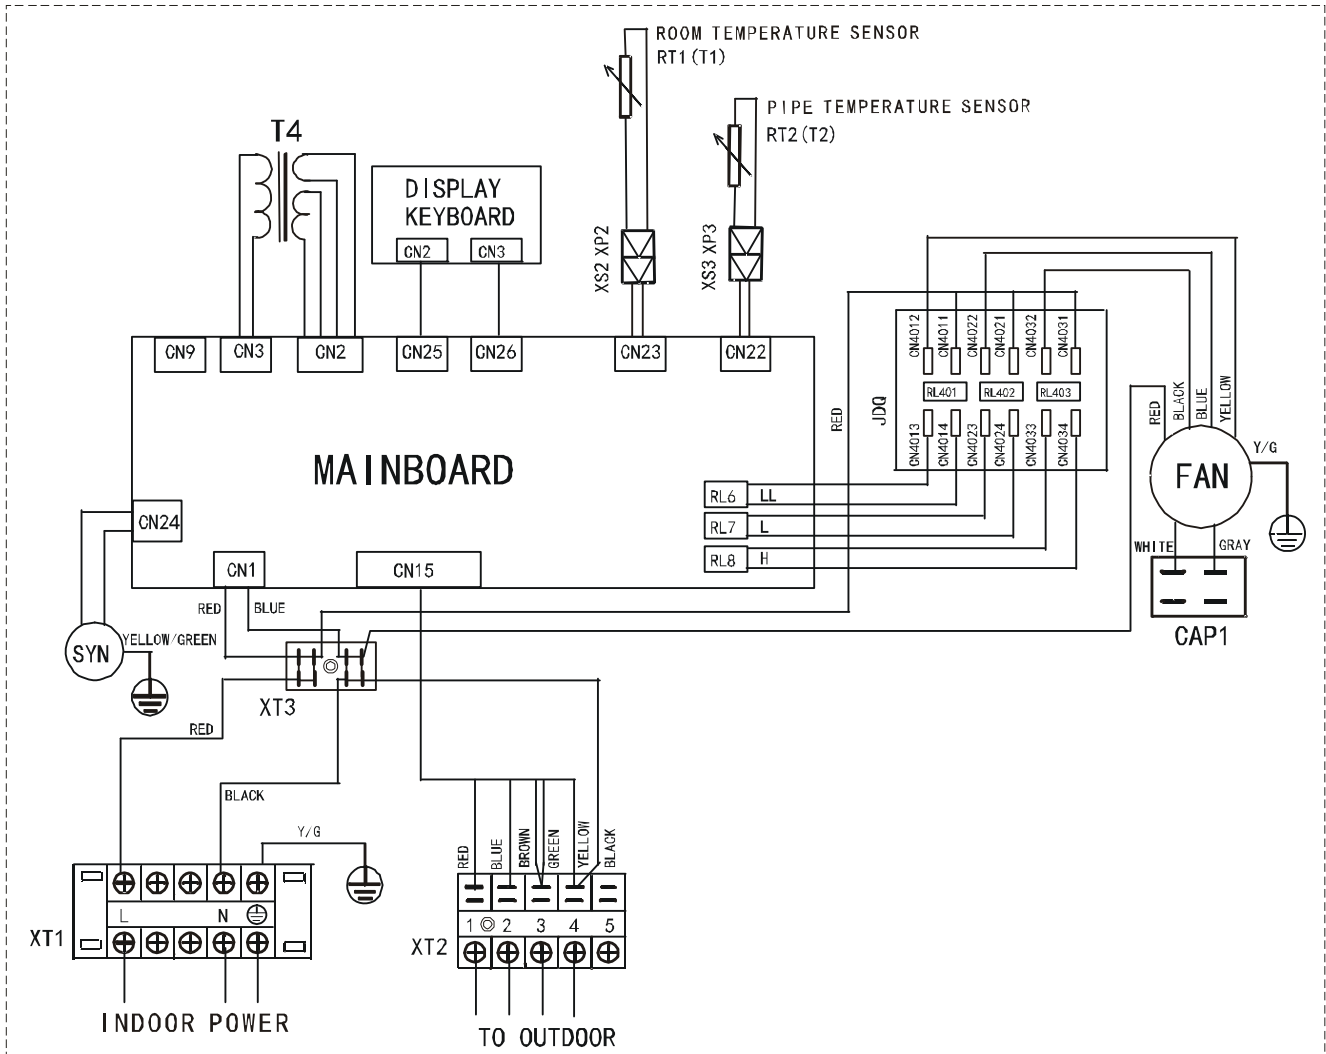 ROOM TEMPERATURE SENSOR
RT1(T1)
PIPE TEMPERATURE SENSOR
RT2(T2)
T4
DISPLAY
KEYBOARD
CN2
CN3
XS2 XP2
XS3 XP3
CN9
CN3
CN2
CN25
CN26
CN23
CN22
CN4012
CN4011
CN4022
CN4021
CN4032
CN4031
RL401
RL402
RL403
JDQ
CN4013
CN4014
CN4023
CN4024
CN4033
CN4034
RED
RED
BLACK
BLUE
YELLOW
Y/G
FAN
MAINBOARD
RL6
LL
RL7
L
RL8
H
CN24
CN1
CN15
WHITE
GRAY
CAP1
RED
BLUE
SYN
YELLOW/GREEN
XT3
RED
BLACK
Y/G
RED
BLUE
BROWN
GREEN
YELLOW
BLACK
L
N
XT1
1
2
3
4
5
XT2
INDOOR POWER
TO OUTDOOR